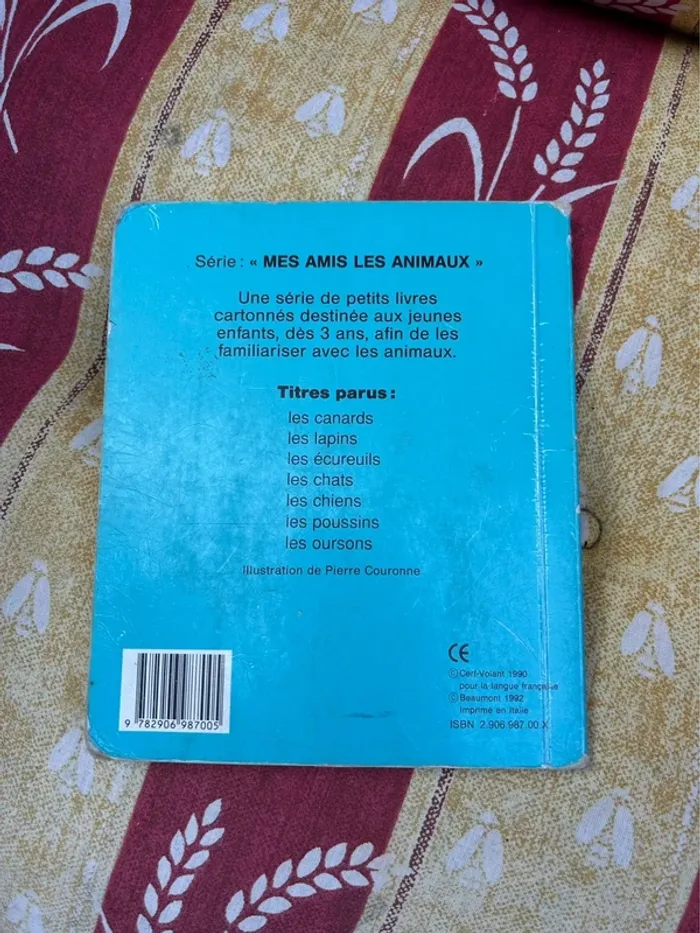 Série : « MES AMIS LES ANIMAUX »
Une série de petits livres
cartonnés destinée aux jeunes
enfants, dès 3 ans, afin de les
familiariser avec les animaux.
Titres parus :
les canards
les lapins
les écureuils
les chats
les chiens
les poussins
les oursons
Illustration de Pierre Couronne
CE
©Cerf-Volant 1990
pour la langue française
©Beaumont 1992
Imprimé en Italie
ISBN 2.906.987.00 X
9 782906 987005